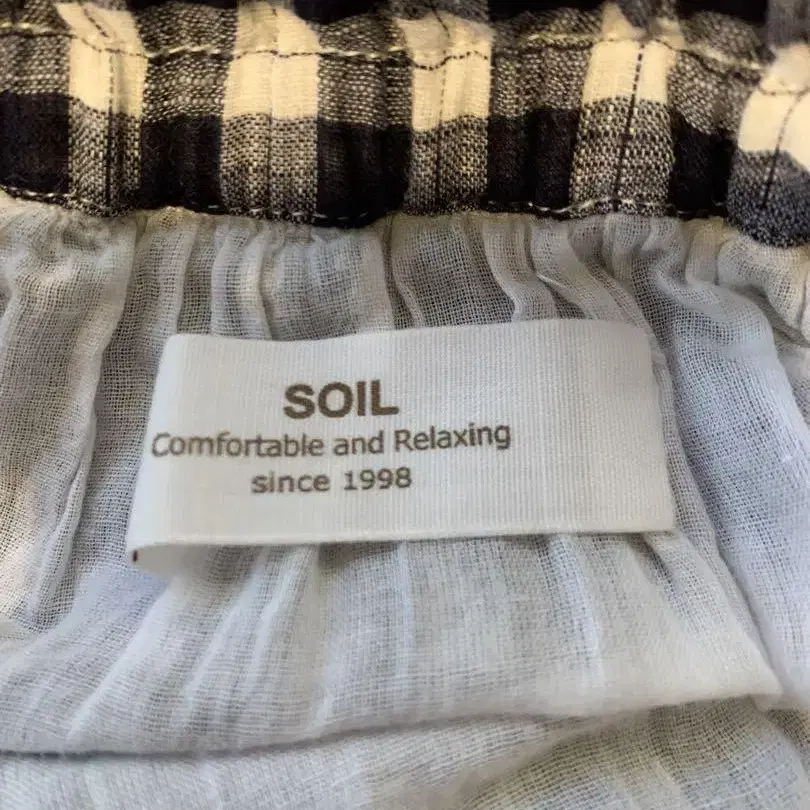 SOIL
Comfortable and Relaxing
since 1998